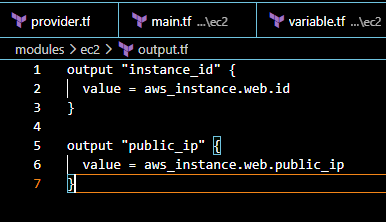 provider.tf main.tf ...\ec2 variable.tf ...\ec2
modules > ec2 > output.tf
1 output "instance_id" {
2 value = aws_instance.web.id
3 }
4
5 output "public_ip" {
6 value = aws_instance.web.public_ip
7 }